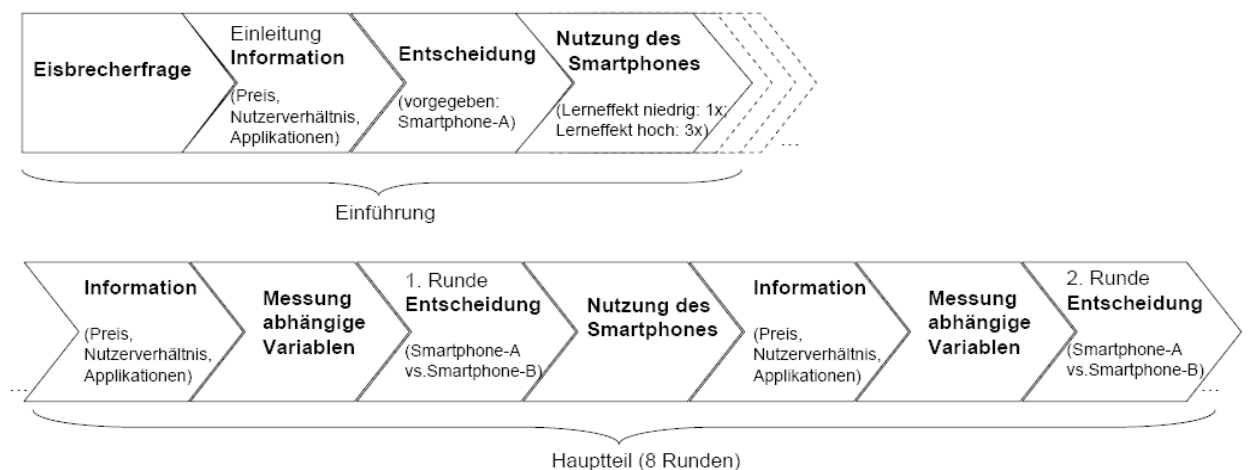 Eisbrecherfrage
Einleitung
Information
(Preis,
Nutzerverhältnis,
Applikationen)
Entscheidung
(vorgegeben:
Smartphone-A)
Nutzung des
Smartphones
(Lerneffekt niedrig: 1x;
Lerneffekt hoch: 3x)
...
Einführung
...
Information
(Preis,
Nutzerverhältnis,
Applikationen)
Messung
abhängige
Variablen
1. Runde
Entscheidung
(Smartphone-A
vs.Smartphone-B)
Nutzung des
Smartphones
Information
(Preis,
Nutzerverhältnis,
Applikationen)
Messung
abhängige
Variablen
2. Runde
Entscheidung
(Smartphone-A
vs.Smartphone-B)
...
Hauptteil (8 Runden)